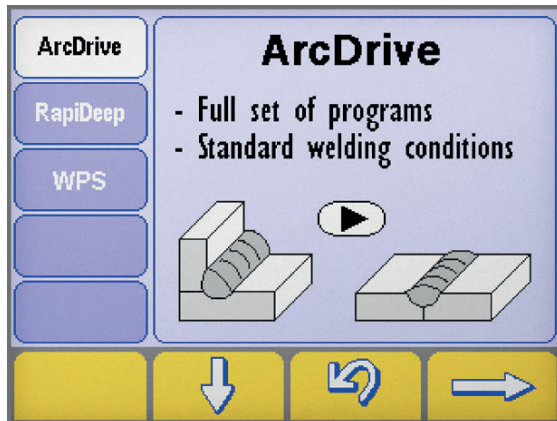 ArcDrive
RapiDeep
WPS
ArcDrive
- Full set of programs
- Standard welding conditions